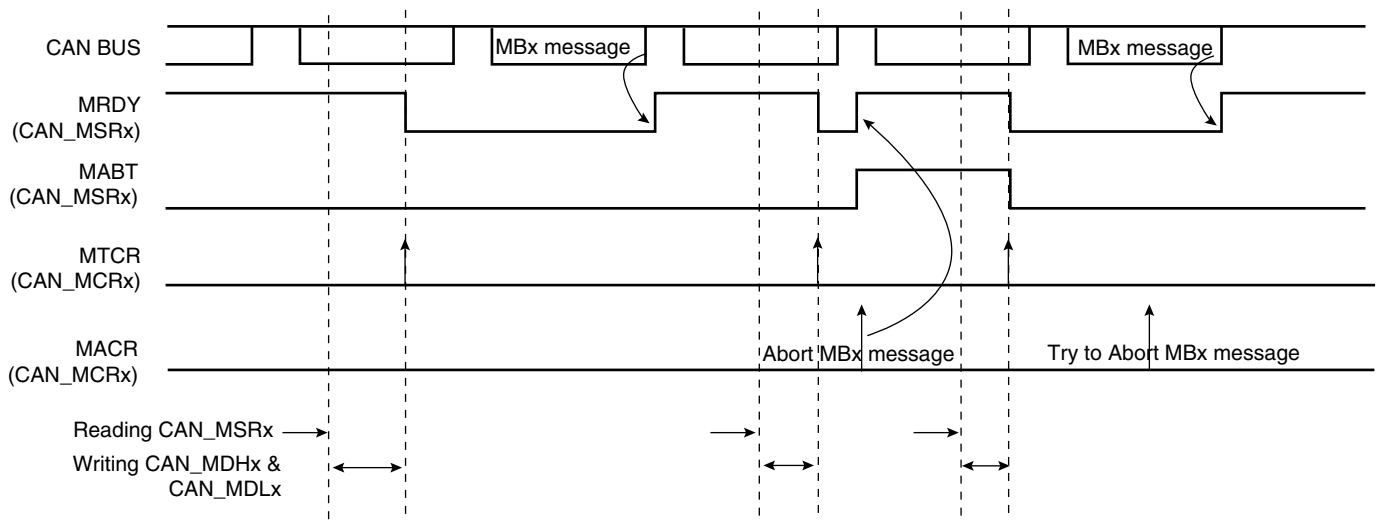 CAN BUS
MBx message
MBx message
MRDY
(CAN_MSRx)
MABT
(CAN_MSRx)
MTCR
(CAN_MCRx)
MACR
(CAN_MCRx)
Abort MBx message
Try to Abort MBx message
Reading CAN_MSRx
Writing CAN_MDHx &
CAN_MDLx